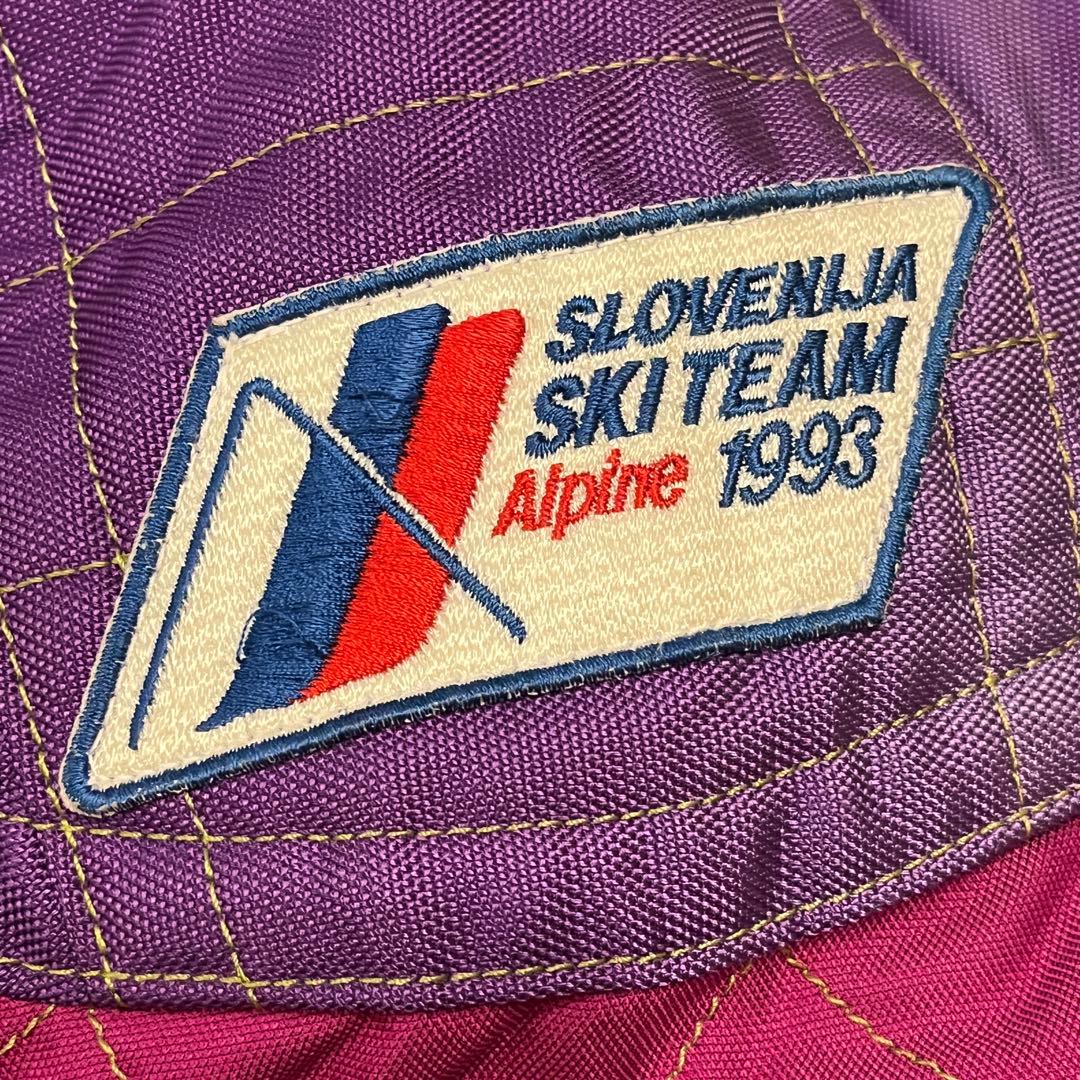 SLOVENIJA
SKI TEAM
Alpine 1993